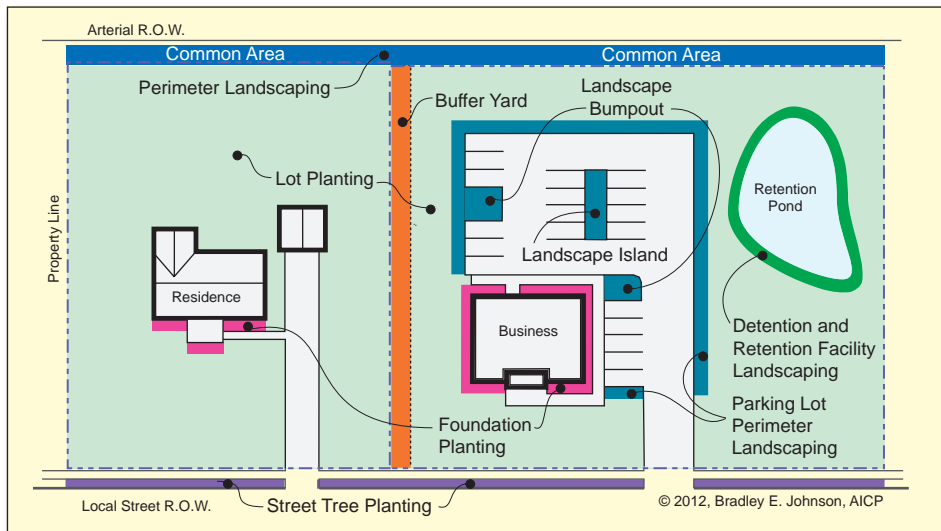 Arterial R.O.W.
Common Area
Common Area
Perimeter Landscaping
Buffer Yard
Landscape
Bumpout
Lot Planting
Retention
Pond
Property Line
Landscape Island
Residence
Business
Detention and
Retention Facility
Landscaping
Foundation
Planting
Parking Lot
Perimeter
Landscaping
Local Street R.O.W.
Street Tree Planting
© 2012, Bradley E. Johnson, AICP